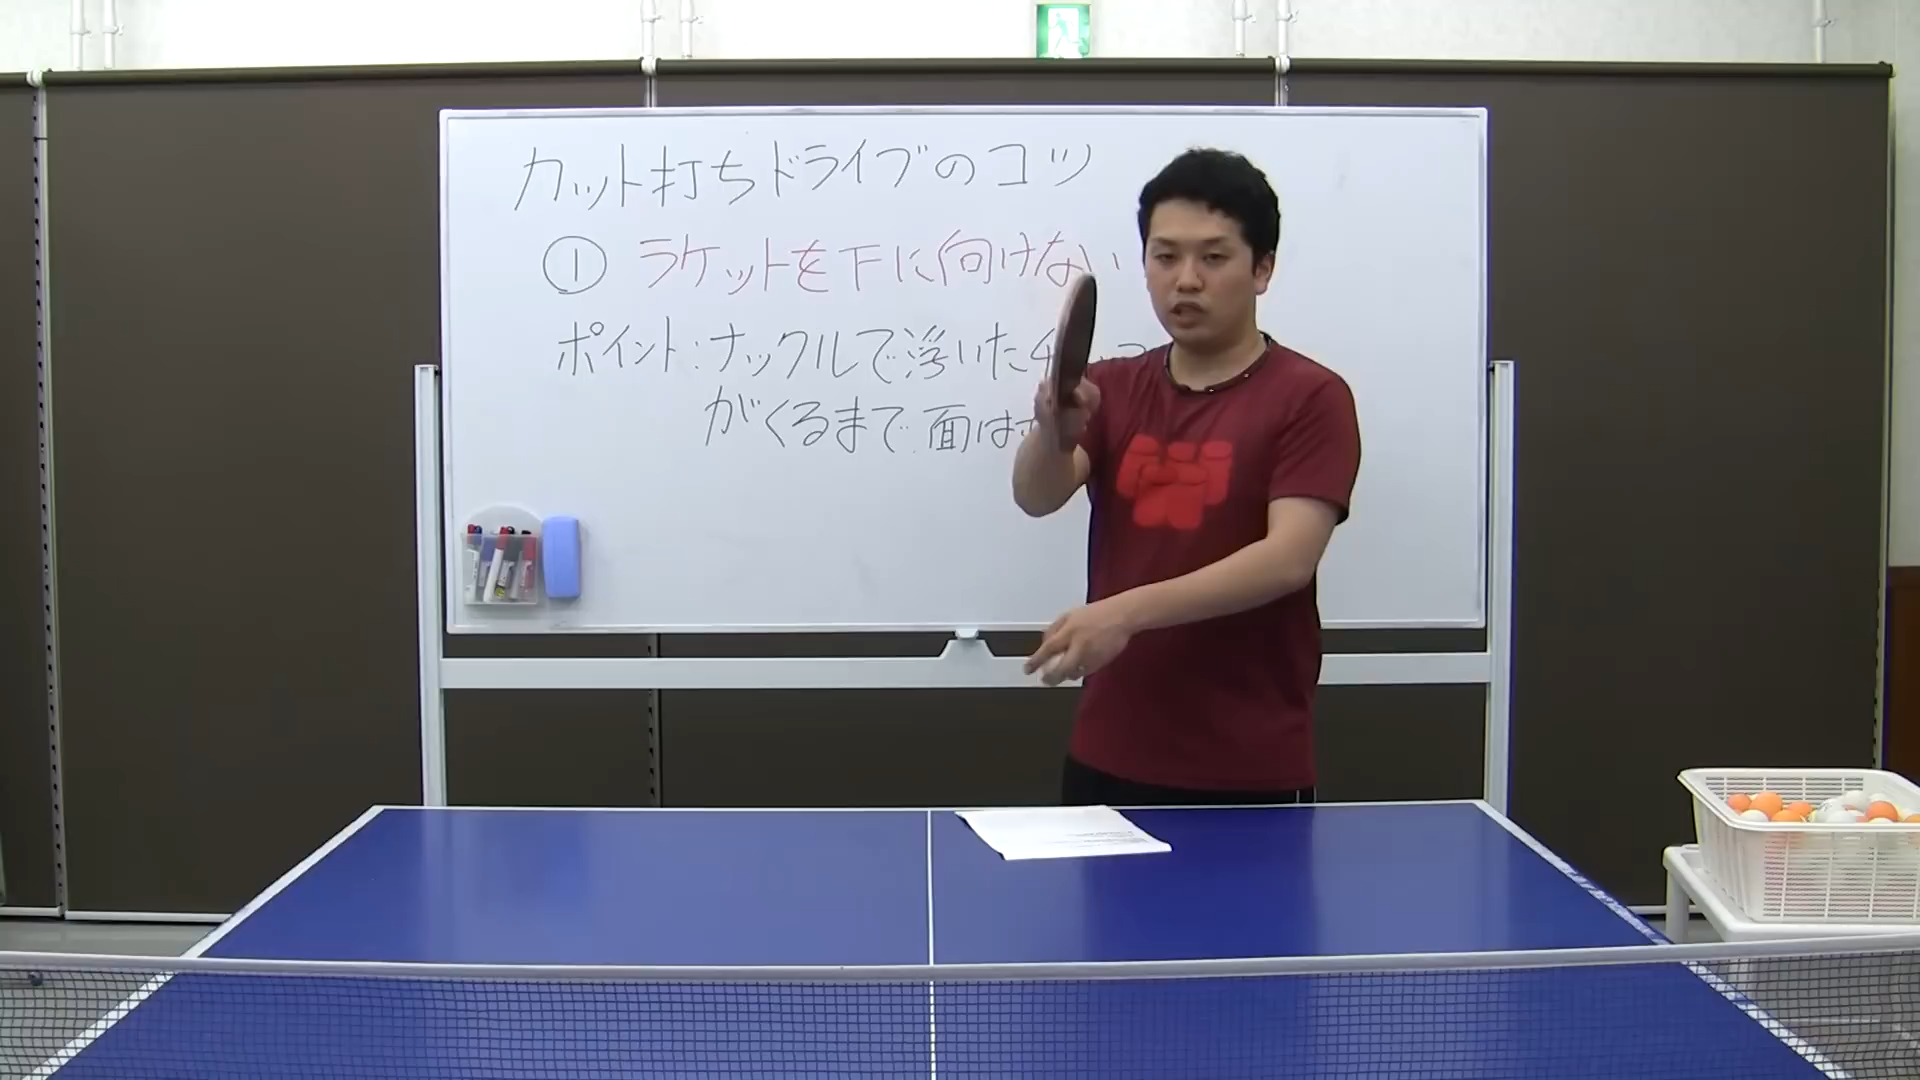 カット打ちドライブのコツ
① ラケットを下に向けない
ポイント:ナックルで浮いたチ
がくるまで面は